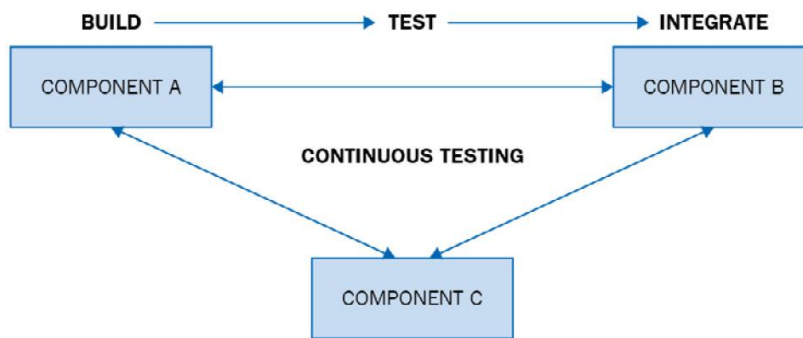 BUILD TEST INTEGRATE
COMPONENT A COMPONENT B
CONTINUOUS TESTING
COMPONENT C